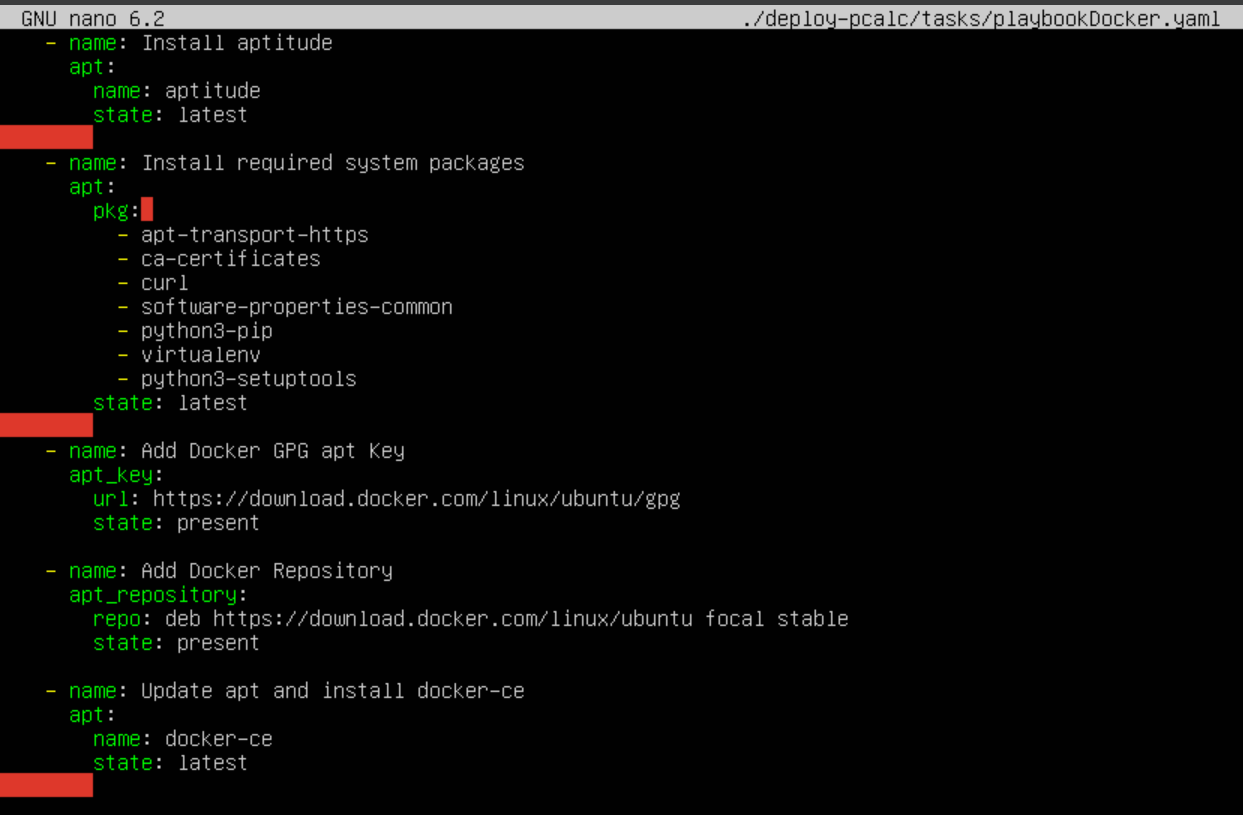 GNU nano 6.2 ./deploy-pcalc/tasks/playbookDocker.yaml
- name: Install aptitude
apt:
name: aptitude
state: latest
- name: Install required system packages
apt:
pkg:
- apt-transport-https
- ca-certificates
- curl
- software-properties-common
- python3-pip
- virtualenv
- python3-setuptools
state: latest
- name: Add Docker GPG apt Key
apt_key:
url: https://download.docker.com/linux/ubuntu/gpg
state: present
- name: Add Docker Repository
apt_repository:
repo: deb https://download.docker.com/linux/ubuntu focal stable
state: present
- name: Update apt and install docker-ce
apt:
name: docker-ce
state: latest